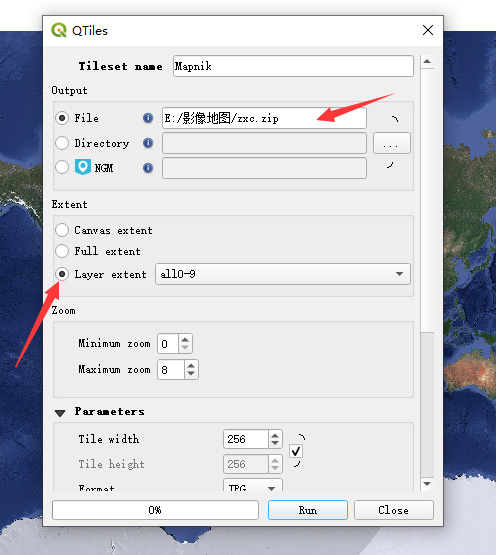 QTiles
Tileset name Mapnik
Output
File E:/影像地图/zxc.zip
Directory ...
NGM
Extent
Canvas extent
Full extent
Layer extent all0-9
Zoom
Minimum zoom 0
Maximum zoom 8
Parameters
Tile width 256
Tile height 256
Format JPG
0% Run Close